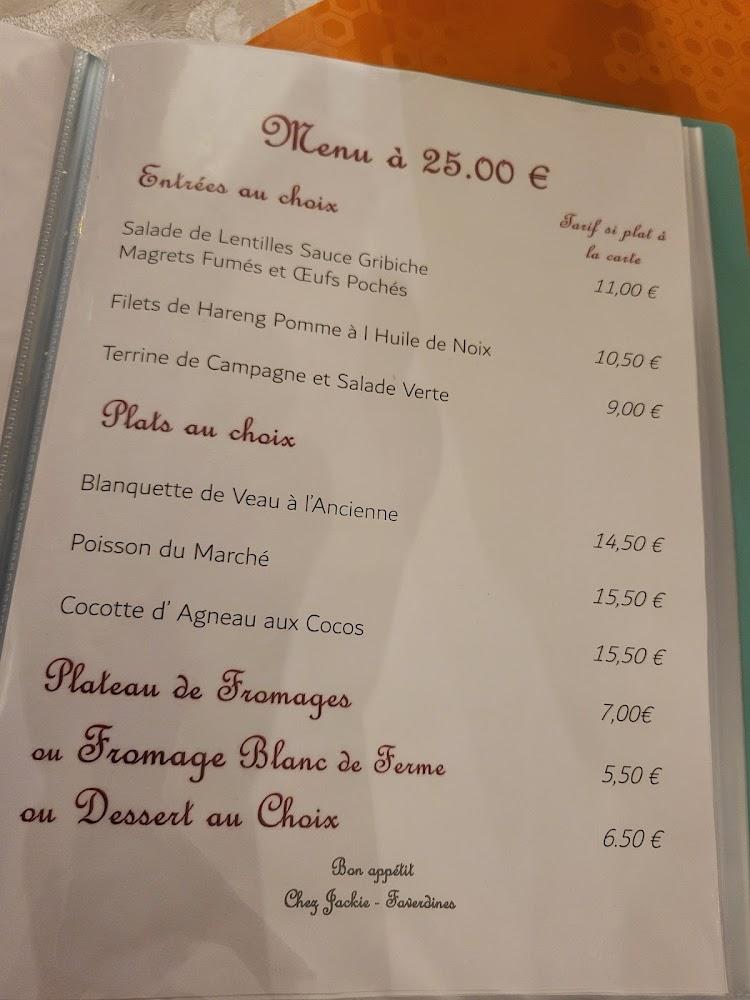 Menu à 25.00 €
Entrées au choix
Tarif si plat à
la carte
Salade de Lentilles Sauce Gribiche
Magrets Fumés et Œufs Pochés
11,00 €
Filets de Hareng Pomme à l Huile de Noix
10,50 €
Terrine de Campagne et Salade Verte
9,00 €
Plats au choix
Blanquette de Veau à l'Ancienne
14,50 €
Poisson du Marché
15,50 €
Cocotte d' Agneau aux Cocos
15,50 €
Plateau de Fromages
7,00€
ou Fromage Blanc de Ferme
5,50 €
ou Dessert au Choix
6.50 €
Bon appétit
Chez Jackie - Faverdines